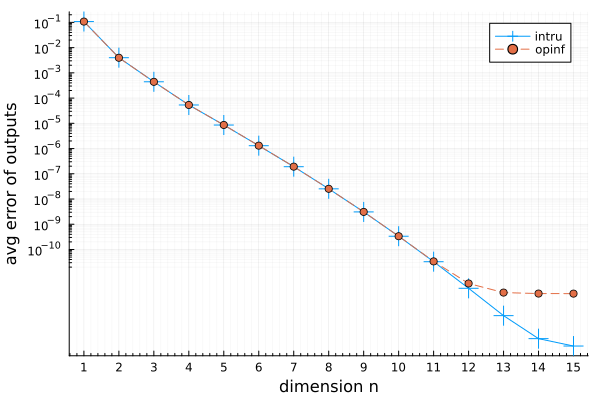 intru
opinf
avg error of outputs
10⁻¹
10⁻²
10⁻³
10⁻⁴
10⁻⁵
10⁻⁶
10⁻⁷
10⁻⁸
10⁻⁹
10⁻¹⁰
1 2 3 4 5 6 7 8 9 10 11 12 13 14 15
dimension n